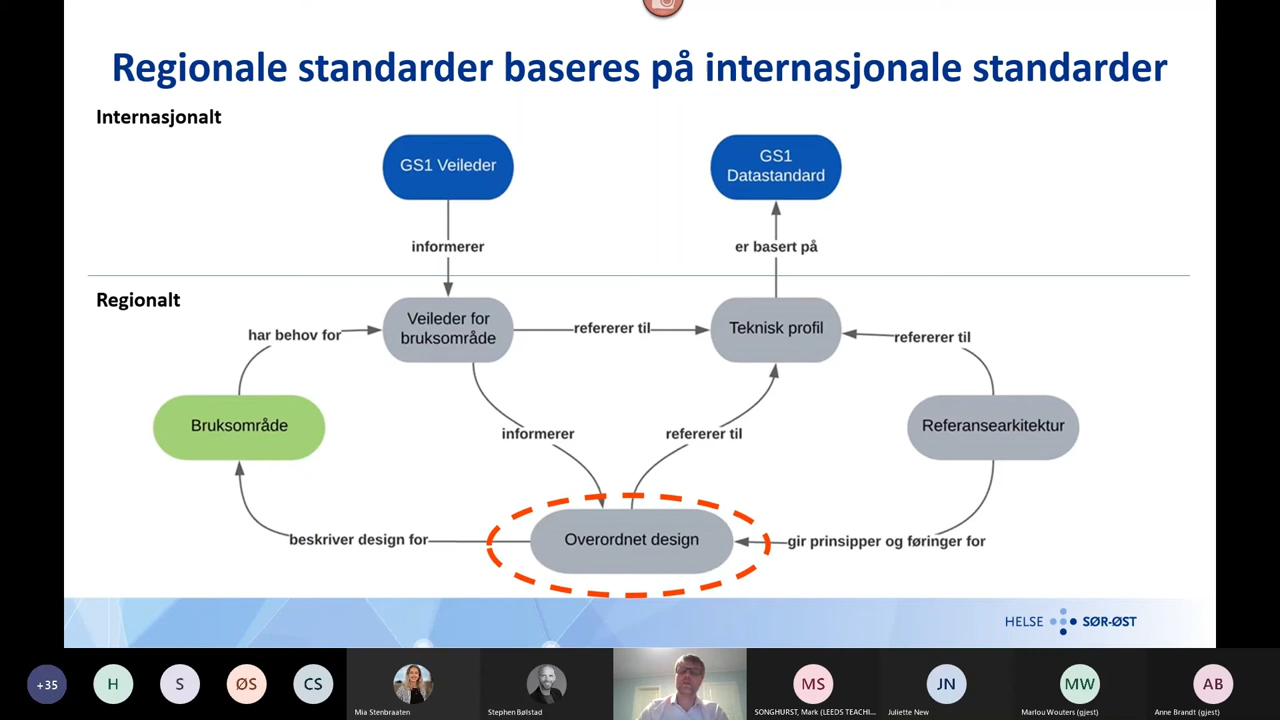 Regionale standarder baseres på internasjonale standarder
Internasjonalt
GS1 Veileder
GS1
Datastandard
informerer
er basert på
Regionalt
har behov for
Veileder for
bruksområde
refererer til
Teknisk profil
refererer til
Bruksområde
informerer
refererer til
Referansearkitektur
beskriver design for
Overordnet design
gir prinsipper og føringer for
HELSE SØR-ØST
+35
H
S
ØS
CS
MS
JN
MW
AB
Mia Stenbraaten
Stephen Bølstad
SONGHURST, Mark (LEEDS TEACHI...
Juliette New
Marlou Wouters (gjest)
Anne Brandt (gjest)